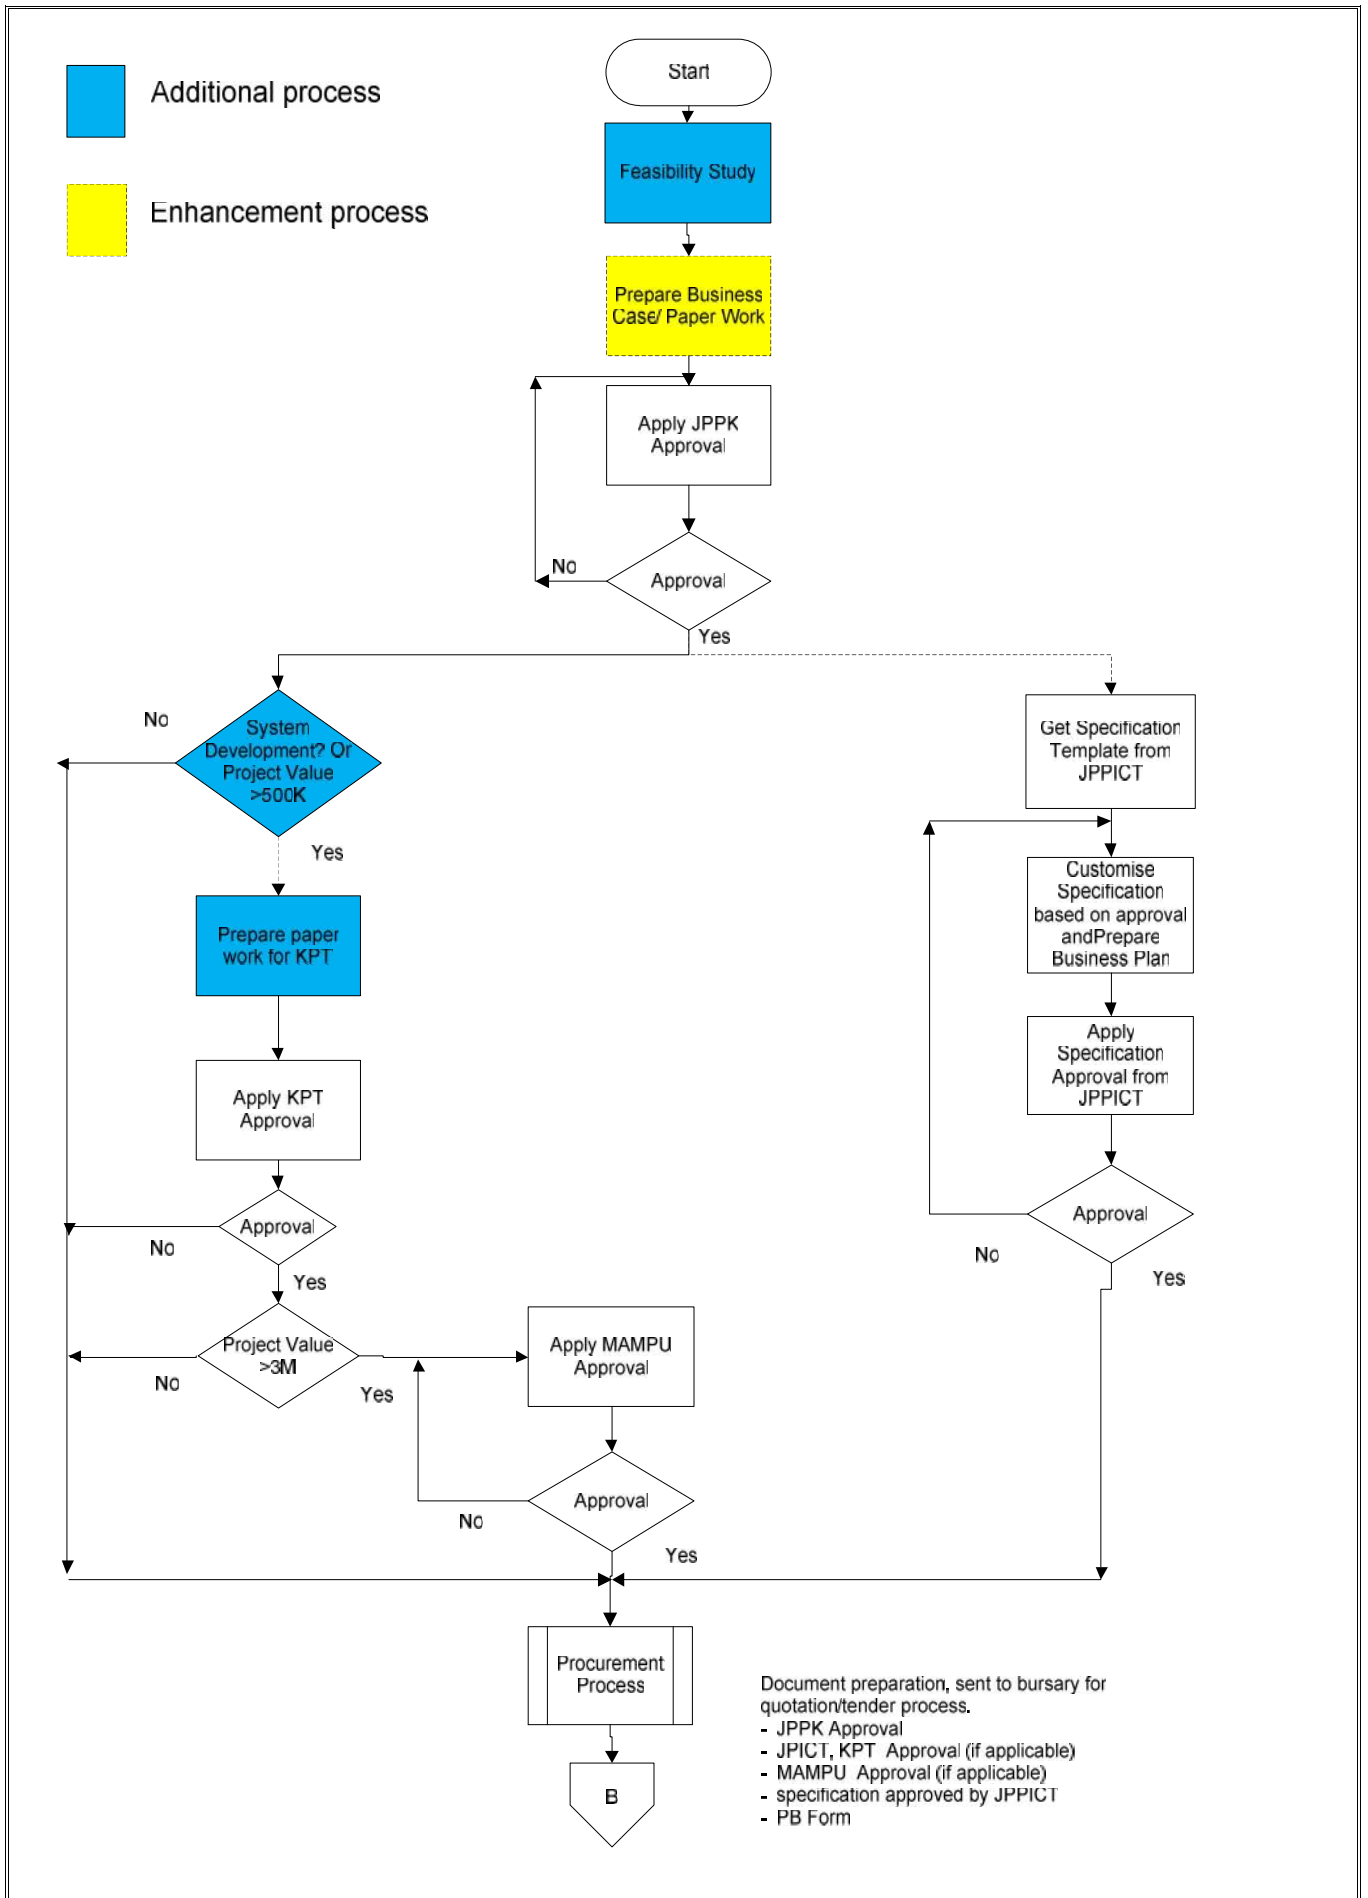 Start
Additional process
Feasibility Study
Enhancement process
Prepare Business
Case/ Paper Work
Apply JPPK
Approval
No
Approval
Yes
No
System
Development? Or
Project Value
>500K
Get Specification
Template from
JPPICT
Yes
Customise
Specification
based on approval
andPrepare
Business Plan
Prepare paper
work for KPT
Apply
Specification
Approval from
JPPICT
Apply KPT
Approval
Approval
No
Yes
Approval
No
Yes
Project Value
>3M
No
Yes
Apply MAMPU
Approval
Approval
No
Yes
Procurement
Process
Document preparation, sent to bursary for
quotation/tender process.
- JPPK Approval
- JPICT, KPT Approval (if applicable)
- MAMPU Approval (if applicable)
- specification approved by JPPICT
- PB Form
B